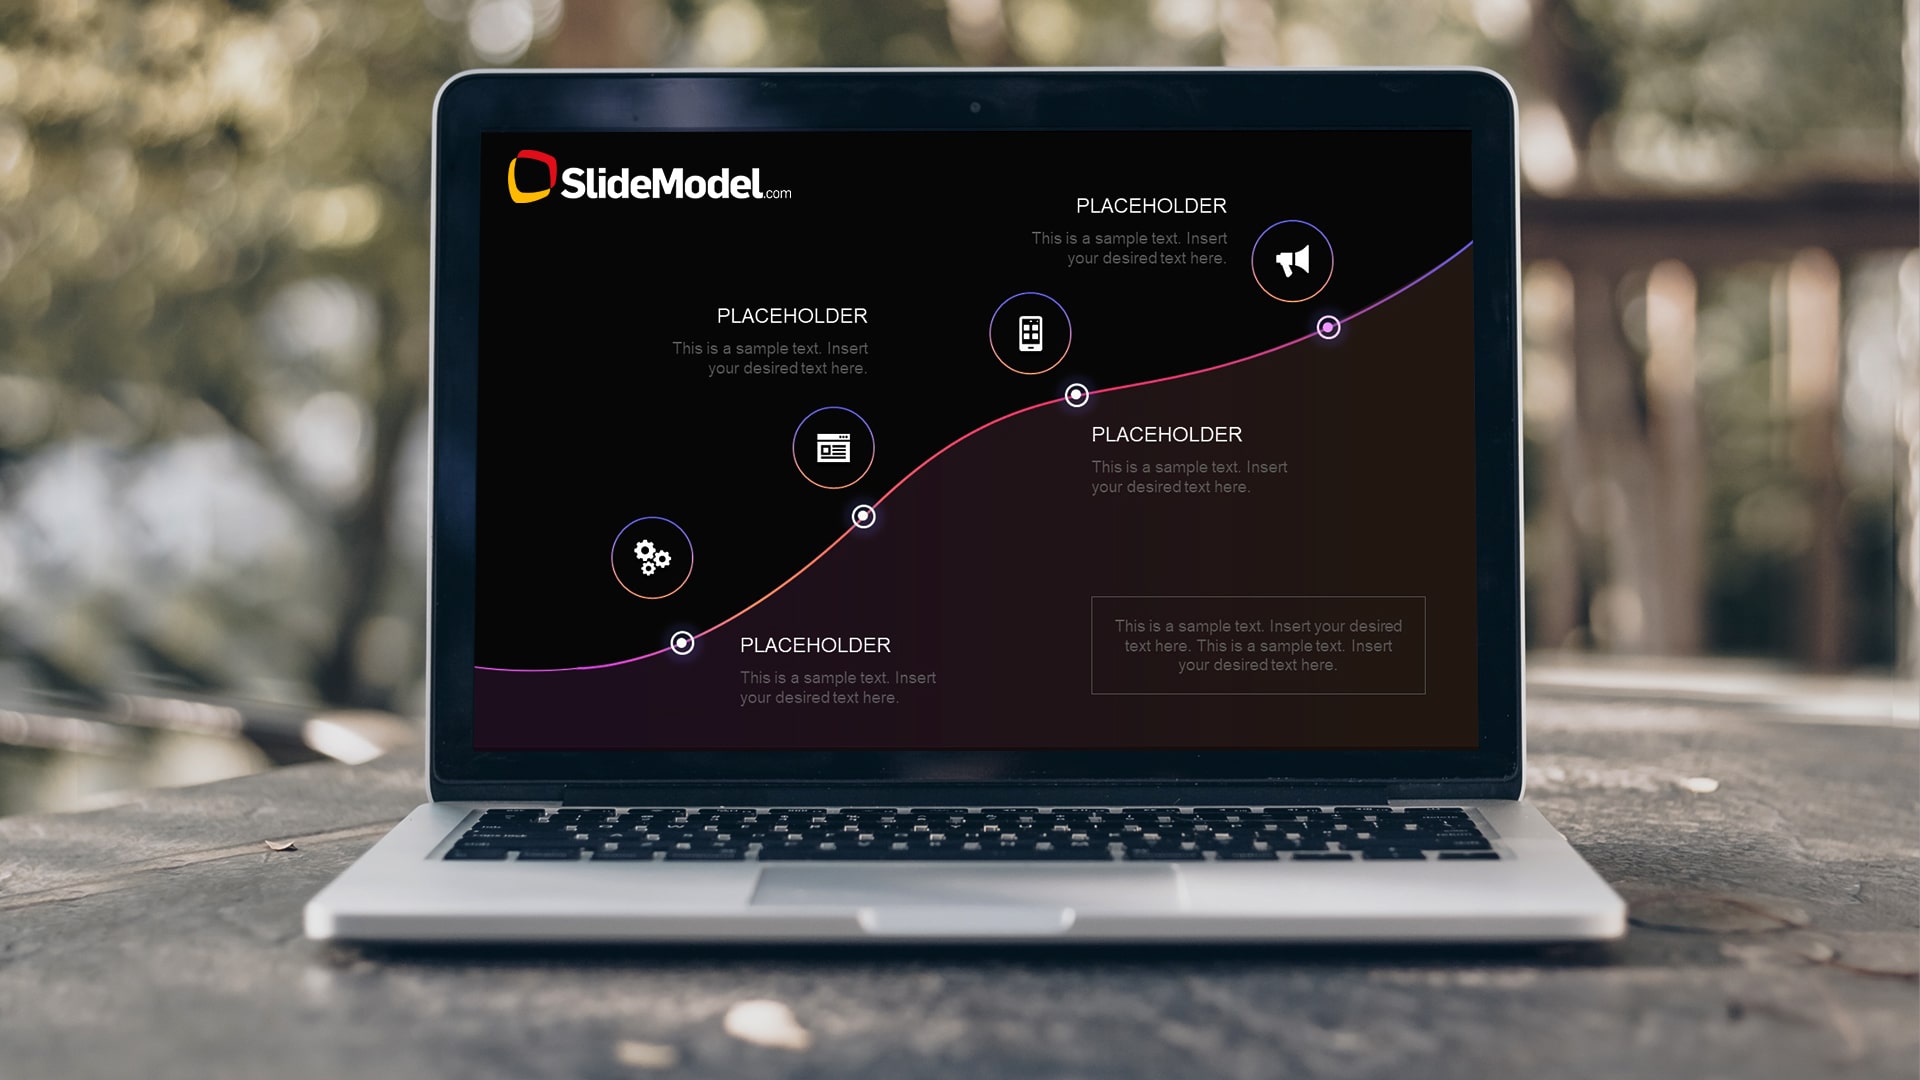 SlideModel.com
PLACEHOLDER
This is a sample text. Insert
your desired text here.
PLACEHOLDER
This is a sample text. Insert
your desired text here.
PLACEHOLDER
This is a sample text. Insert
your desired text here.
PLACEHOLDER
This is a sample text. Insert
your desired text here.
This is a sample text. Insert your desired
text here. This is a sample text. Insert
your desired text here.